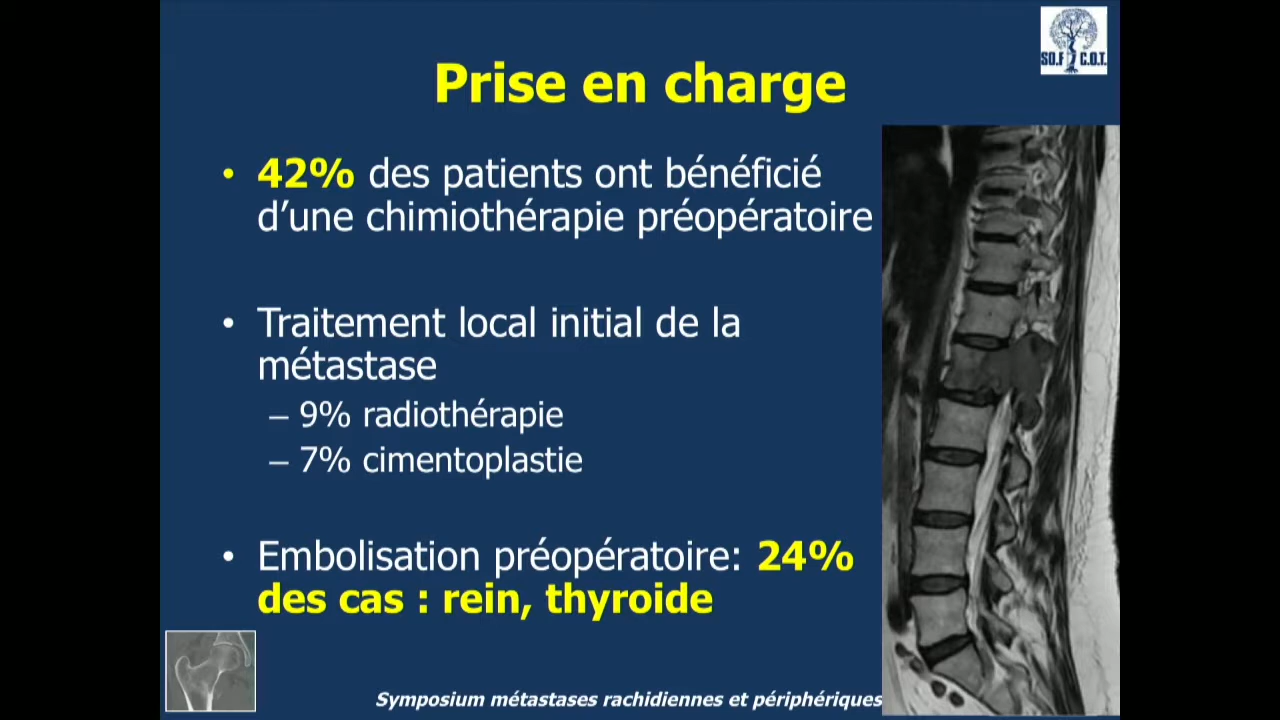 SO.F.C.O.T.
Prise en charge
• 42% des patients ont bénéficié
d’une chimiothérapie préopératoire
• Traitement local initial de la
métastase
– 9% radiothérapie
– 7% cimentoplastie
• Embolisation préopératoire: 24%
des cas : rein, thyroide
Symposium métastases rachidiennes et périphériques